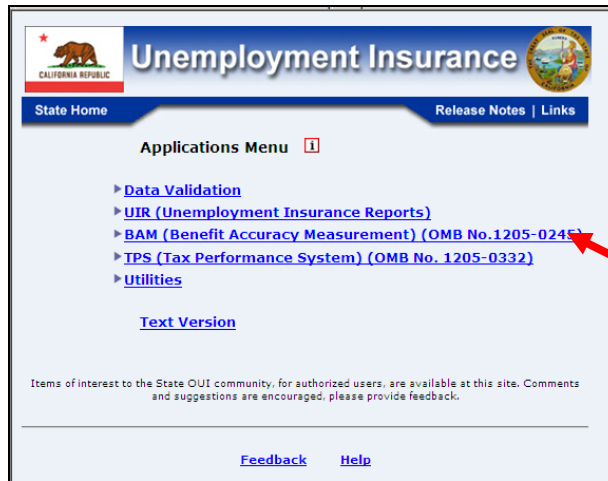 CALIFORNIA REPUBLIC
Unemployment Insurance
State Home
Release Notes | Links
Applications Menu i
Data Validation
UIR (Unemployment Insurance Reports)
BAM (Benefit Accuracy Measurement) (OMB No.1205-0245)
TPS (Tax Performance System) (OMB No. 1205-0332)
Utilities
Text Version
Items of interest to the State OUI community, for authorized users, are available at this site. Comments
and suggestions are encouraged, please provide feedback.
Feedback Help